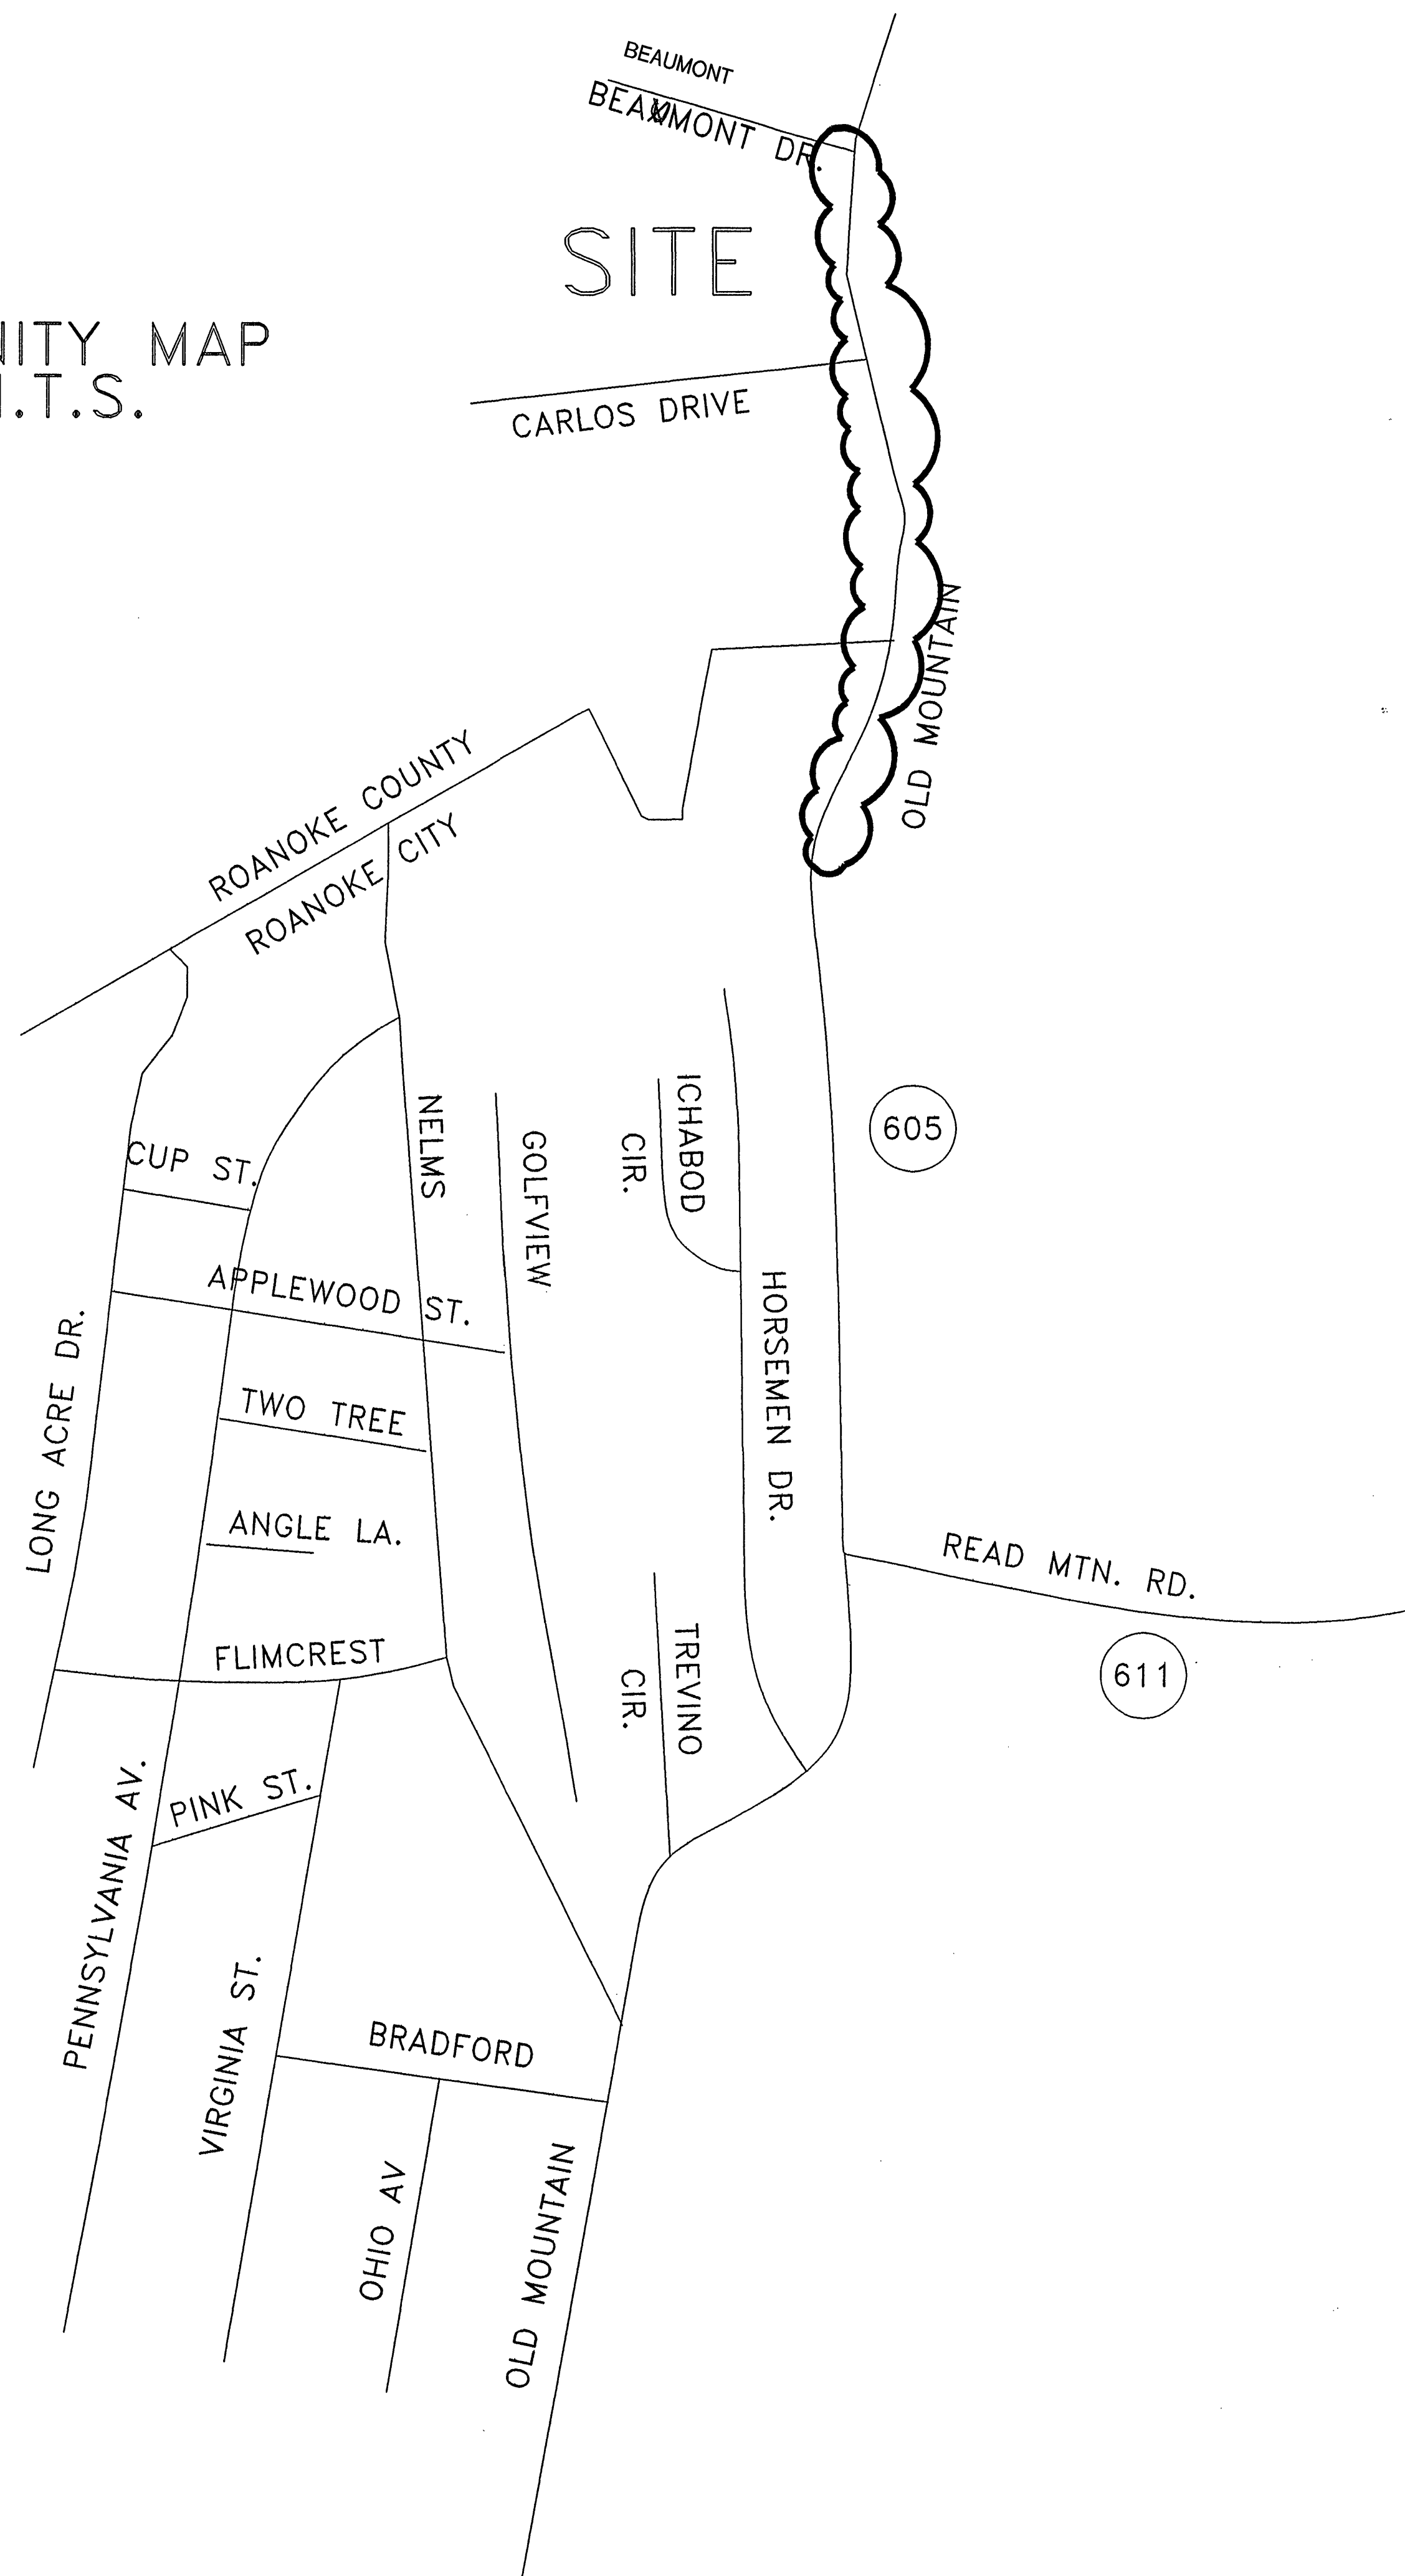 BEAUMONT
BEAUMONT DR.
SITE
NITY MAP
.T.S.
CARLOS DRIVE
OLD MOUNTAIN
ROANOKE COUNTY
ROANOKE CITY
605
CUP ST.
NELMS
GOLFVIEW
ICHABOD
CIR.
APPLEWOOD ST.
HORSEMEN DR.
LONG ACRE DR.
TWO TREE
ANGLE LA.
READ MTN. RD.
611
FLIMCREST
TREVINO
CIR.
PINK ST.
PENNSYLVANIA AV.
VIRGINIA ST.
BRADFORD
OHIO AV
OLD MOUNTAIN